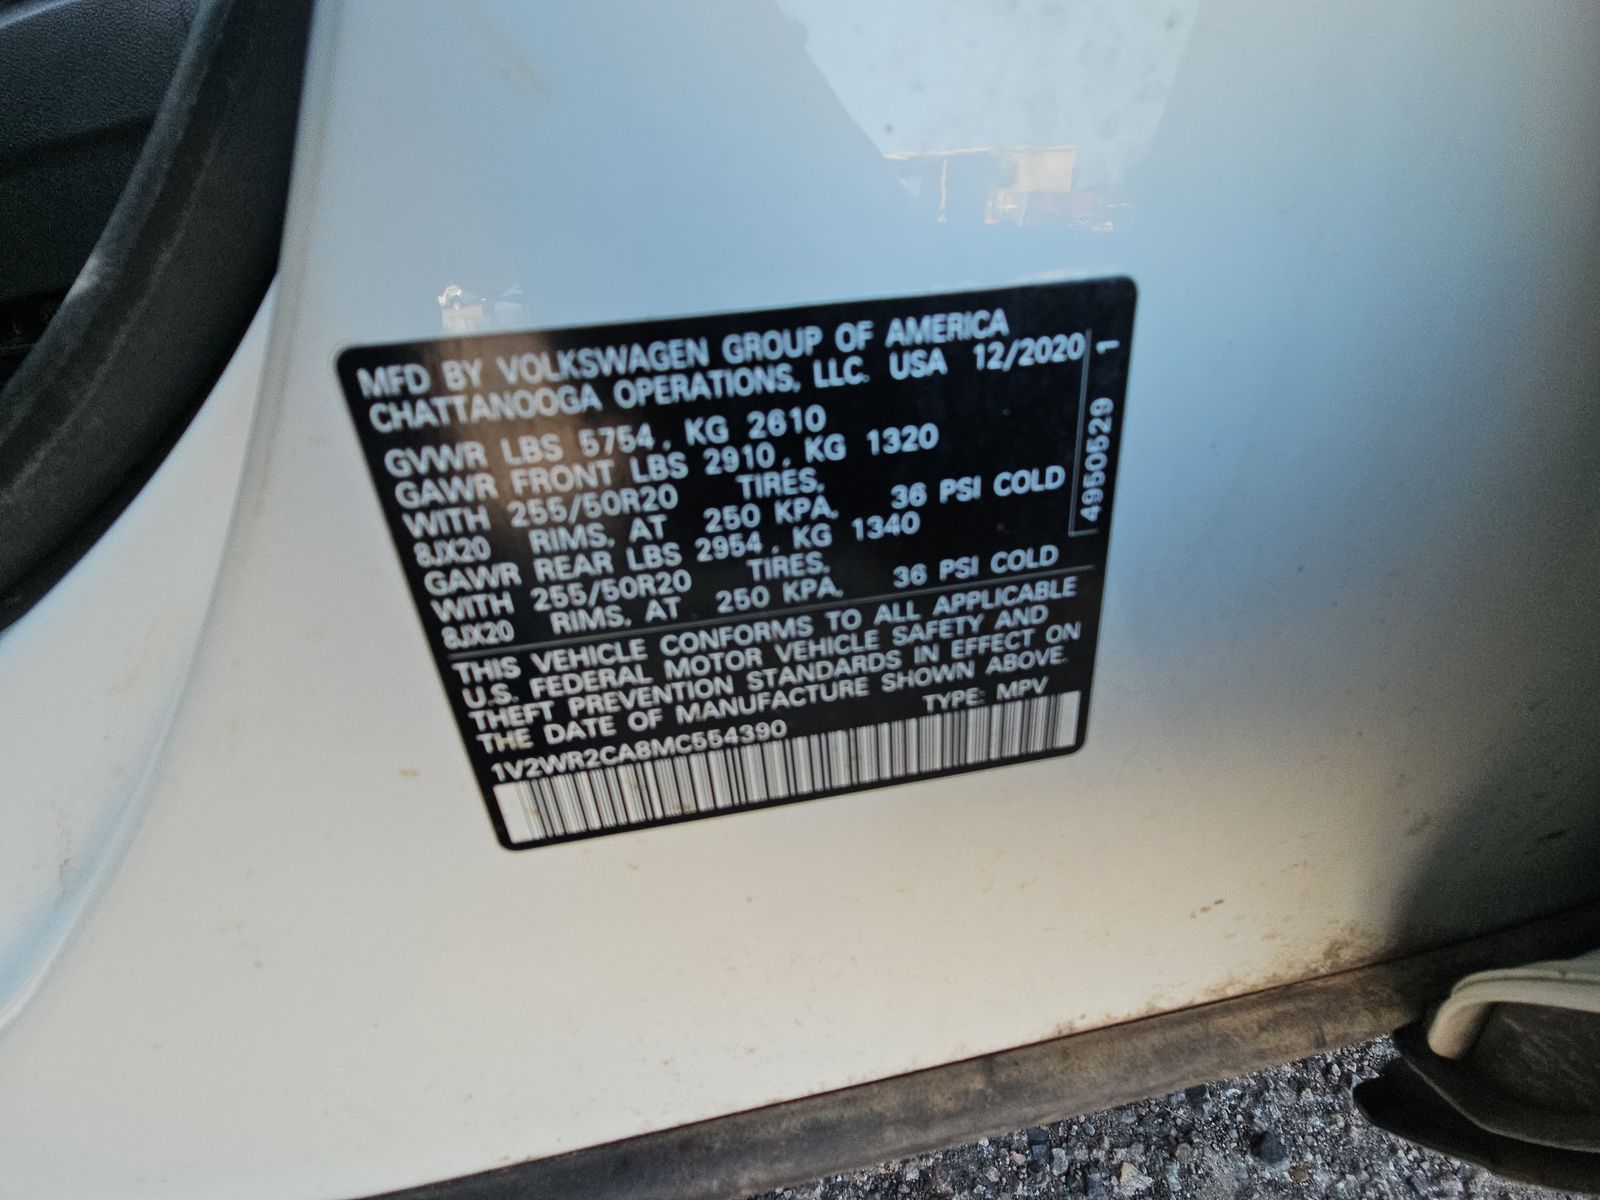 MFD BY VOLKSWAGEN GROUP OF AMERICA
CHATTANOOGA OPERATIONS, LLC. USA 12/2020
GVWR LBS 5754, KG 2610
GAWR FRONT LBS 2910, KG 1320
WITH 255/50R20 TIRES,
8JX20 RIMS, AT 250 KPA, 36 PSI COLD
GAWR REAR LBS 2954, KG 1340
WITH 255/50R20 TIRES,
8JX20 RIMS, AT 250 KPA, 36 PSI COLD
THIS VEHICLE CONFORMS TO ALL APPLICABLE
U.S. FEDERAL MOTOR VEHICLE SAFETY AND
THEFT PREVENTION STANDARDS IN EFFECT ON
THE DATE OF MANUFACTURE SHOWN ABOVE.
1V2WR2CA8MC554390 TYPE: MPV
4950529 1